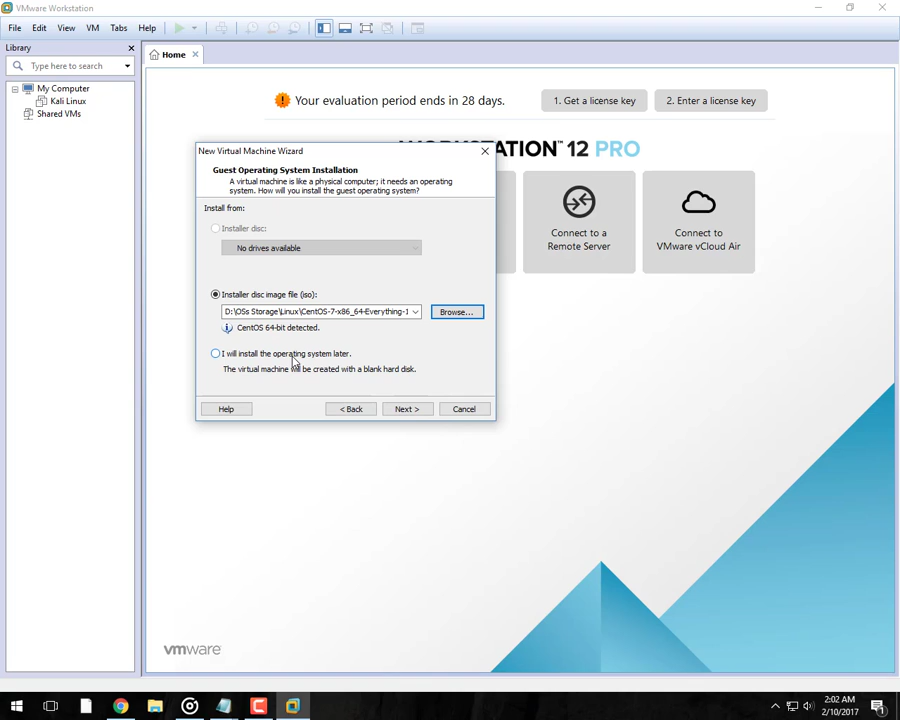 VMware Workstation
File Edit View VM Tabs Help
Library
Type here to search
My Computer
Kali Linux
Shared VMs
Home
Your evaluation period ends in 28 days.
1. Get a license key
2. Enter a license key
WORKSTATION™ 12 PRO
Connect to a
Remote Server
Connect to
VMware vCloud Air
New Virtual Machine Wizard
Guest Operating System Installation
A virtual machine is like a physical computer; it needs an operating
system. How will you install the guest operating system?
Install from:
Installer disc:
No drives available
Installer disc image file (iso):
D:\OSs Storage\Linux\CentOS-7-x86_64-Everything-1
Browse...
CentOS 64-bit detected.
I will install the operating system later.
The virtual machine will be created with a blank hard disk.
Help
< Back
Next >
Cancel
vmware
2:02 AM
2/10/2017
1